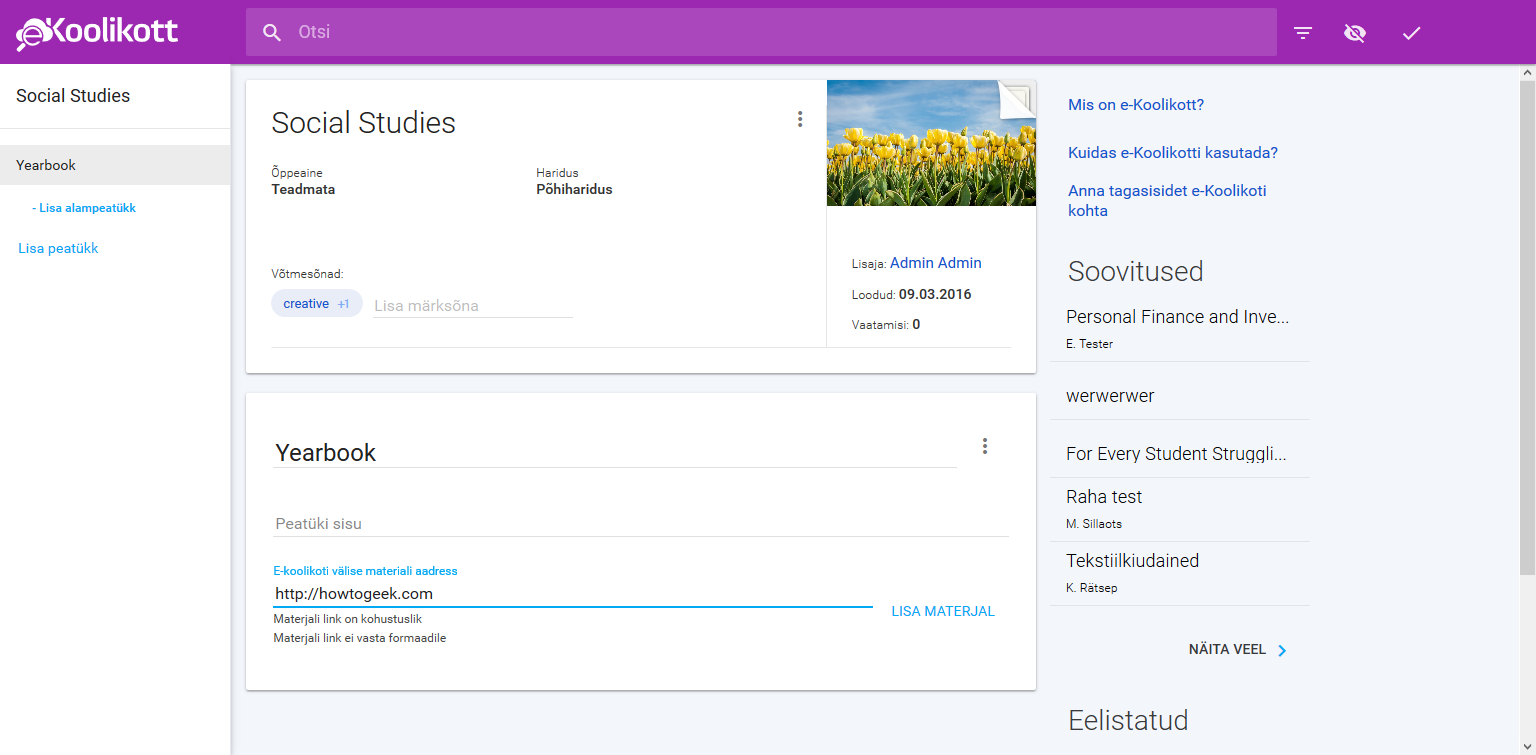 eKoolikott
Otsi
Social Studies
Yearbook
- Lisa alampeatükk
Lisa peatükk
Social Studies
Õppeaine
Teadmata
Haridus
Põhiharidus
Võtmesõnad:
creative +1
Lisa märksõna
Lisaja: Admin Admin
Loodud: 09.03.2016
Vaatamisi: 0
Yearbook
Peatüki sisu
E-koolikoti välise materiali aadress
http://howtogeek.com
Materjali link on kohustuslik
Materjali link ei vasta formaadile
LISA MATERJAL
Mis on e-Koolikott?
Kuidas e-Koolikotti kasutada?
Anna tagasisidet e-Koolikoti
kohta
Soovitused
Personal Finance and Inve...
E. Tester
werwerwer
For Every Student Struggli...
Raha test
M. Sillaots
Tekstiilkiudained
K. Rätsep
NÄITA VEEL
Eelistatud